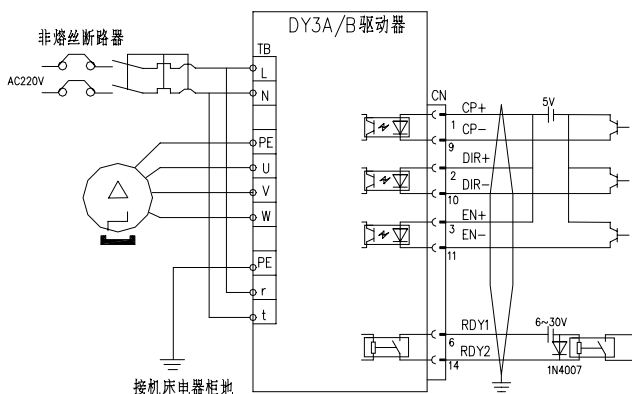 DY3A/B驱动器
非熔丝断路器
AC220V
TB
L
N
PE
U
V
W
PE
r
t
接机床电器柜地
CN
CP+
1
CP-
9
DIR+
2
DIR-
10
EN+
3
EN-
11
RDY1
6
RDY2
14
5V
6~30V
1N4007